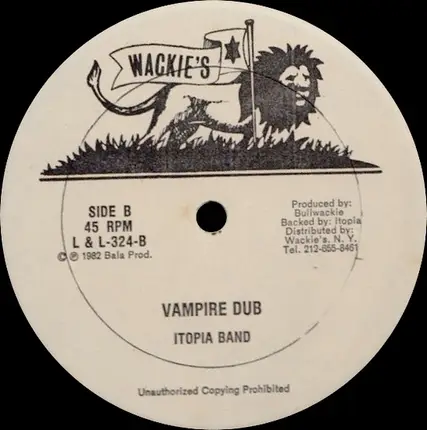 WACKIE'S
SIDE B
45 RPM
L & L-324-B
© ℗ 1982 Bala Prod.
Produced by:
Bullwackie
Backed by: Itopia
Distributed by:
Wackie's. N. Y.
Tel. 212-655-8461
VAMPIRE DUB
ITOPIA BAND
Unauthorized Copying Prohibited